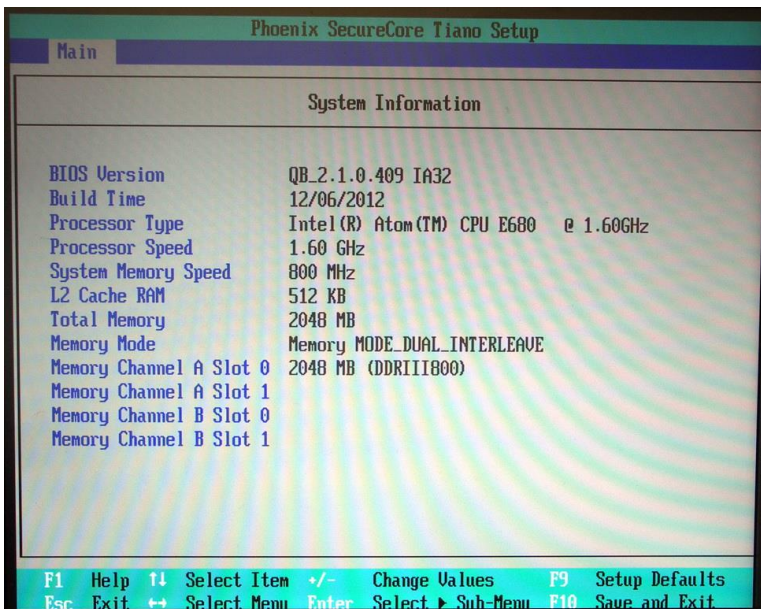 Phoenix SecureCore Tiano Setup
Main
System Information
BIOS Version QB_2.1.0.409 IA32
Build Time 12/06/2012
Processor Type Intel(R) Atom(TM) CPU E680 @ 1.60GHz
Processor Speed 1.60 GHz
System Memory Speed 800 MHz
L2 Cache RAM 512 KB
Total Memory 2048 MB
Memory Mode Memory MODE_DUAL_INTERLEAVE
Memory Channel A Slot 0 2048 MB (DDRIII800)
Memory Channel A Slot 1
Memory Channel B Slot 0
Memory Channel B Slot 1
F1 Help ↑↓ Select Item +/- Change Values F9 Setup Defaults
Esc Exit ↔ Select Menu Enter Select ▶ Sub-Menu F10 Save and Exit